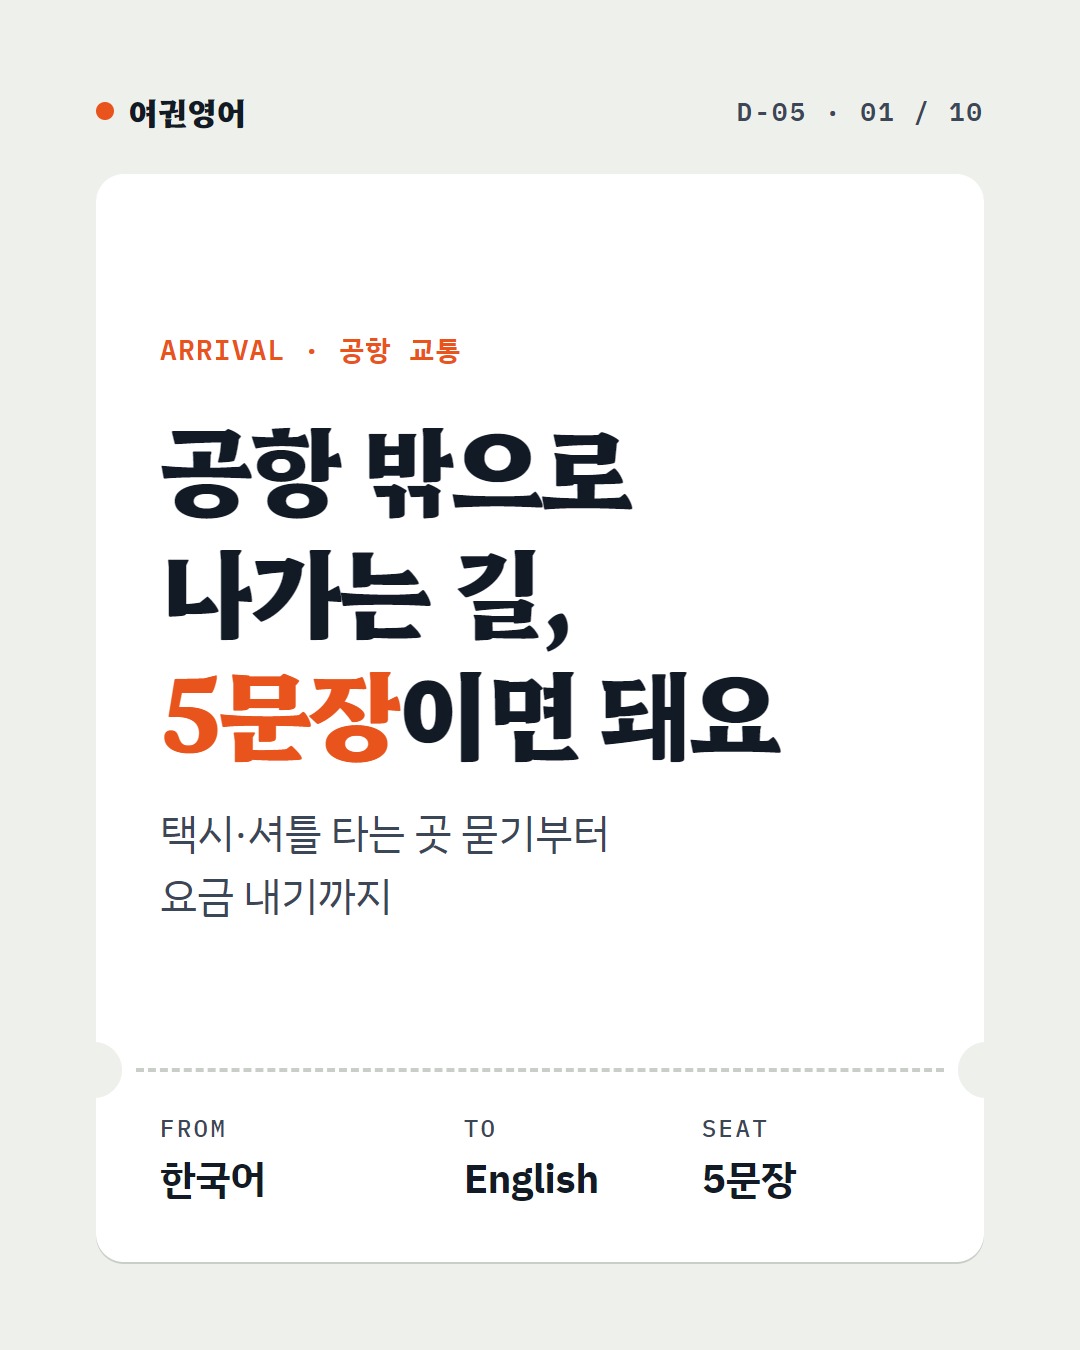 여권영어
D-05 · 01 / 10
ARRIVAL · 공항 교통
공항 밖으로
나가는 길,
5문장이면 돼요
택시·셔틀 타는 곳 묻기부터
요금 내기까지
FROM
TO
SEAT
한국어
English
5문장